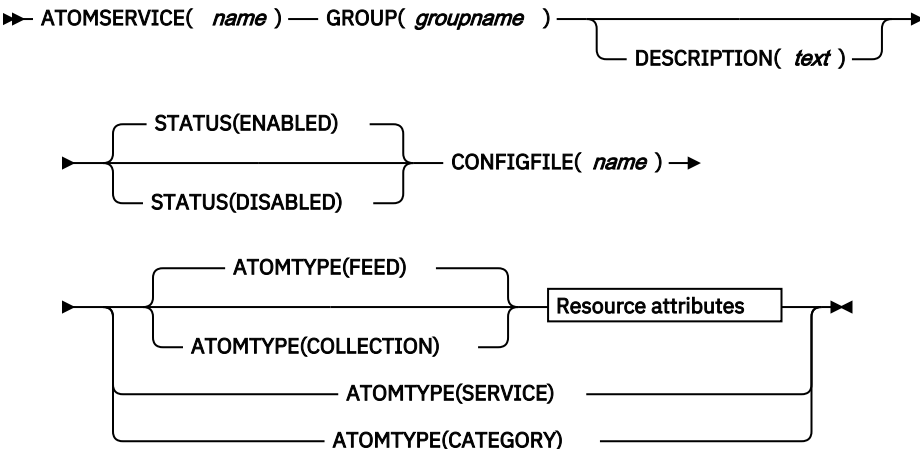 ATOMSERVICE( name ) GROUP( groupname )
DESCRIPTION( text )
STATUS(ENABLED)
CONFIGFILE( name )
STATUS(DISABLED)
ATOMTYPE(FEED)
Resource attributes
ATOMTYPE(COLLECTION)
ATOMTYPE(SERVICE)
ATOMTYPE(CATEGORY)